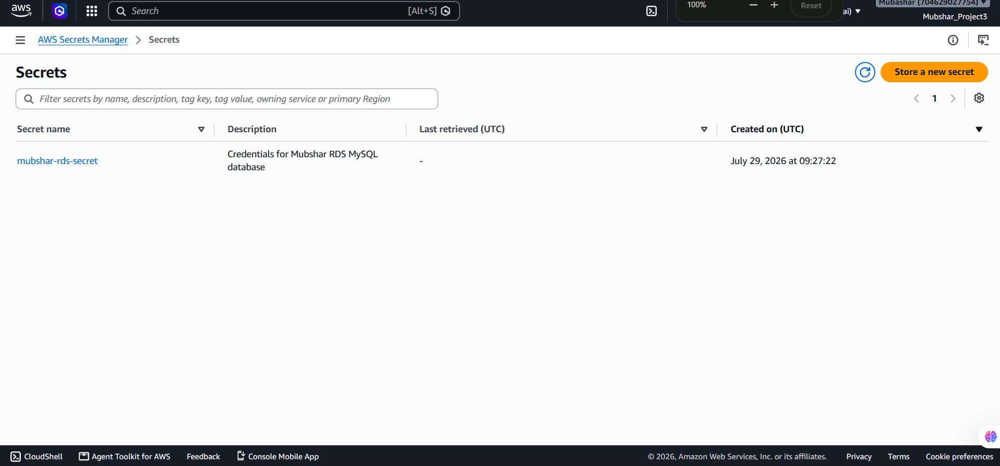 aws
Search
[Alt+S]
100%
Reset
ai)
Mubashar (704629027754)
Mubshar_Project3
AWS Secrets Manager
Secrets
Secrets
Store a new secret
Filter secrets by name, description, tag key, tag value, owning service or primary Region
1
Secret name
Description
Last retrieved (UTC)
Created on (UTC)
mubshar-rds-secret
Credentials for Mubshar RDS MySQL
database
-
July 29, 2026 at 09:27:22
CloudShell
Agent Toolkit for AWS
Feedback
Console Mobile App
© 2026, Amazon Web Services, Inc. or its affiliates.
Privacy
Terms
Cookie preferences